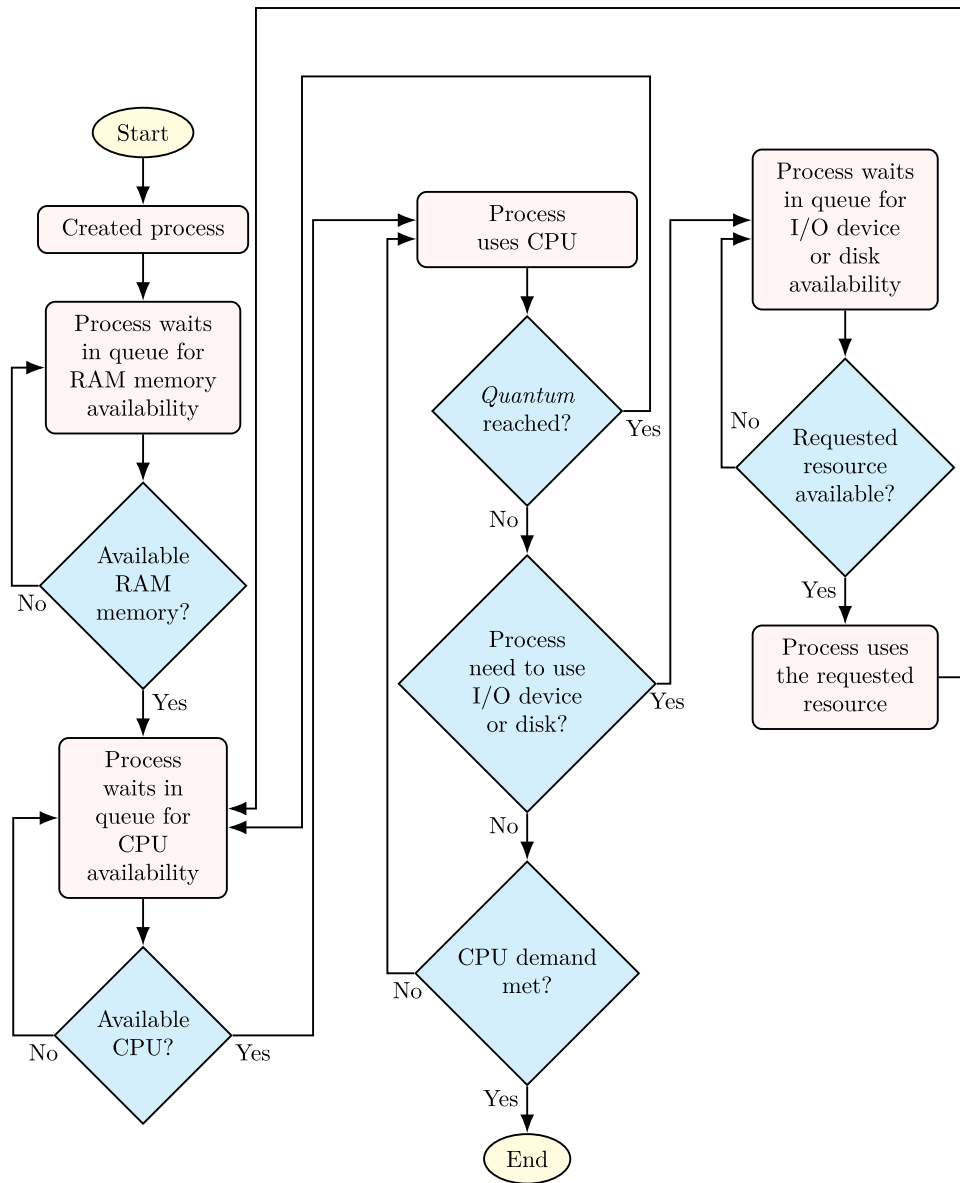 Start
Created process
Process waits
in queue for
RAM memory
availability
Available
RAM
memory?
No
Yes
Process
waits in
queue for
CPU
availability
Available
CPU?
No
Yes
Process
uses CPU
Quantum
reached?
Yes
No
Process
need to use
I/O device
or disk?
Yes
No
CPU demand
met?
No
Yes
End
Process waits
in queue for
I/O device
or disk
availability
No
Requested
resource
available?
Yes
Process uses
the requested
resource